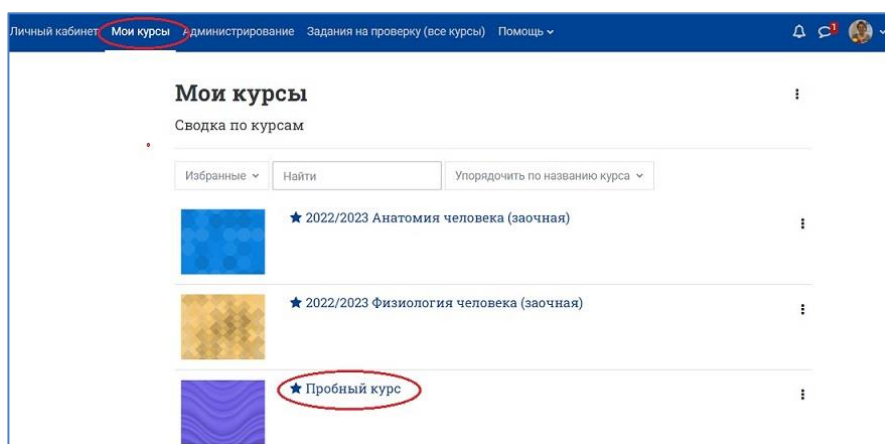 Личный кабинет Мои курсы Администрирование Задания на проверку (все курсы) Помощь
1
Мои курсы
Сводка по курсам
Избранные Найти Упорядочить по названию курса
2022/2023 Анатомия человека (заочная)
2022/2023 Физиология человека (заочная)
Пробный курс